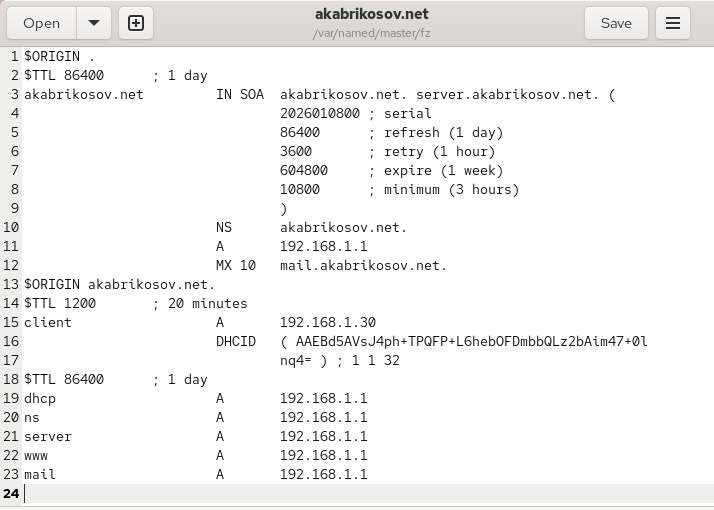 Open
akabrikosov.net
/var/named/master/fz
Save
1 $ORIGIN .
2 $TTL 86400 ; 1 day
3 akabrikosov.net IN SOA akabrikosov.net. server.akabrikosov.net. (
4 2026010800 ; serial
5 86400 ; refresh (1 day)
6 3600 ; retry (1 hour)
7 604800 ; expire (1 week)
8 10800 ; minimum (3 hours)
9 )
10 NS akabrikosov.net.
11 A 192.168.1.1
12 MX 10 mail.akabrikosov.net.
13 $ORIGIN akabrikosov.net.
14 $TTL 1200 ; 20 minutes
15 client A 192.168.1.30
16 DHCID ( AAEBd5AVsJ4ph+TPQFP+L6hebOFDmbbQLz2bAim47+0l
17 nq4= ) ; 1 1 32
18 $TTL 86400 ; 1 day
19 dhcp A 192.168.1.1
20 ns A 192.168.1.1
21 server A 192.168.1.1
22 www A 192.168.1.1
23 mail A 192.168.1.1
24